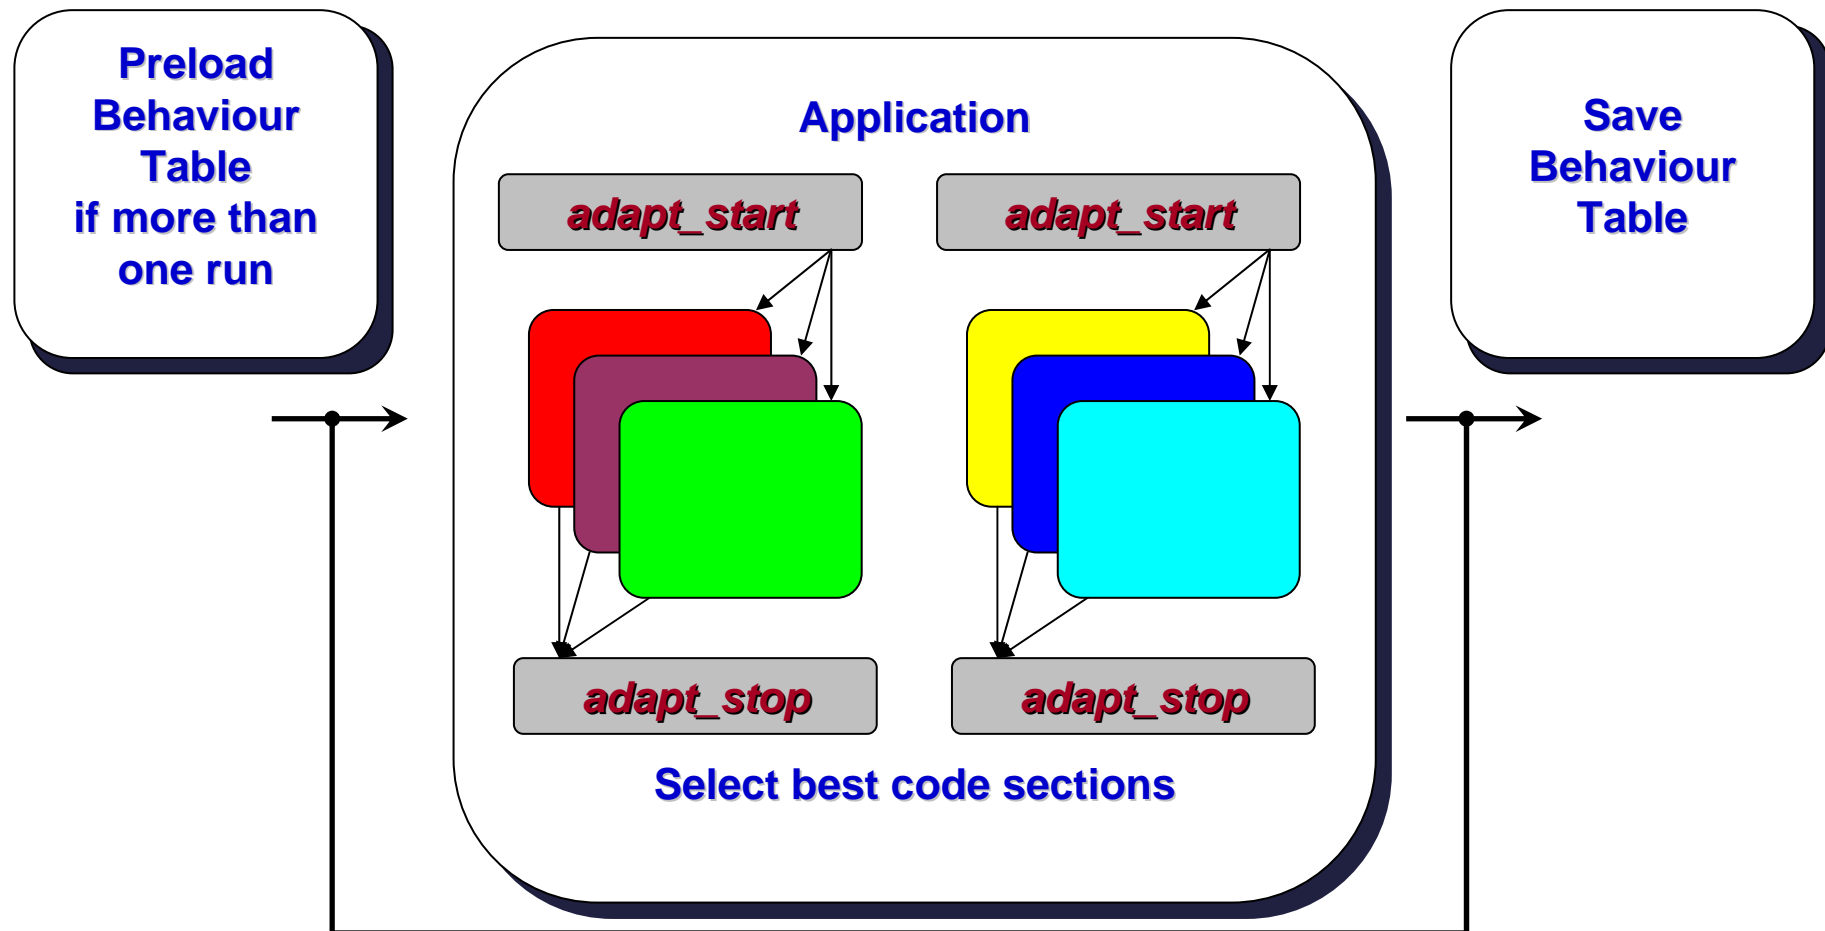 Preload
Behaviour
Table
if more than
one run
Application
adapt_start
adapt_start
adapt_stop
adapt_stop
Select best code sections
Save
Behaviour
Table